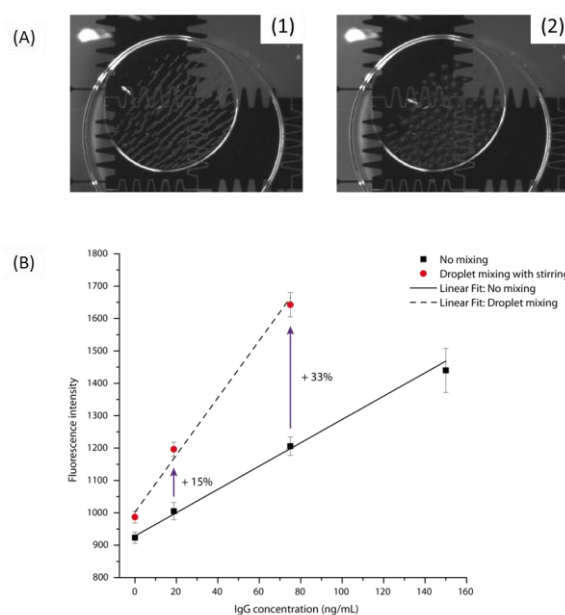 (A)
(1)
(2)
(B)
1800
1700
1600
1500
1400
1300
1200
1100
1000
900
800
Fluorescence intensity
No mixing
Droplet mixing with stirring
Linear Fit: No mixing
Linear Fit: Droplet mixing
+ 33%
+ 15%
0 20 40 60 80 100 120 140 160
IgG concentration (ng/mL)